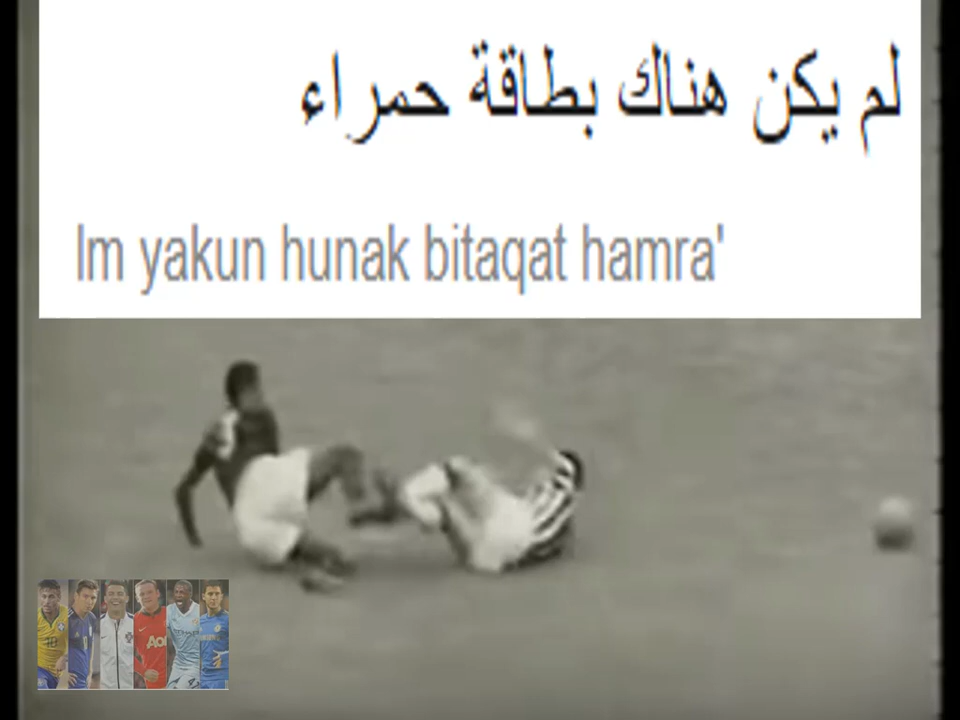 لم يكن هناك بطاقة حمراء
lm yakun hunak bitaqat hamra'